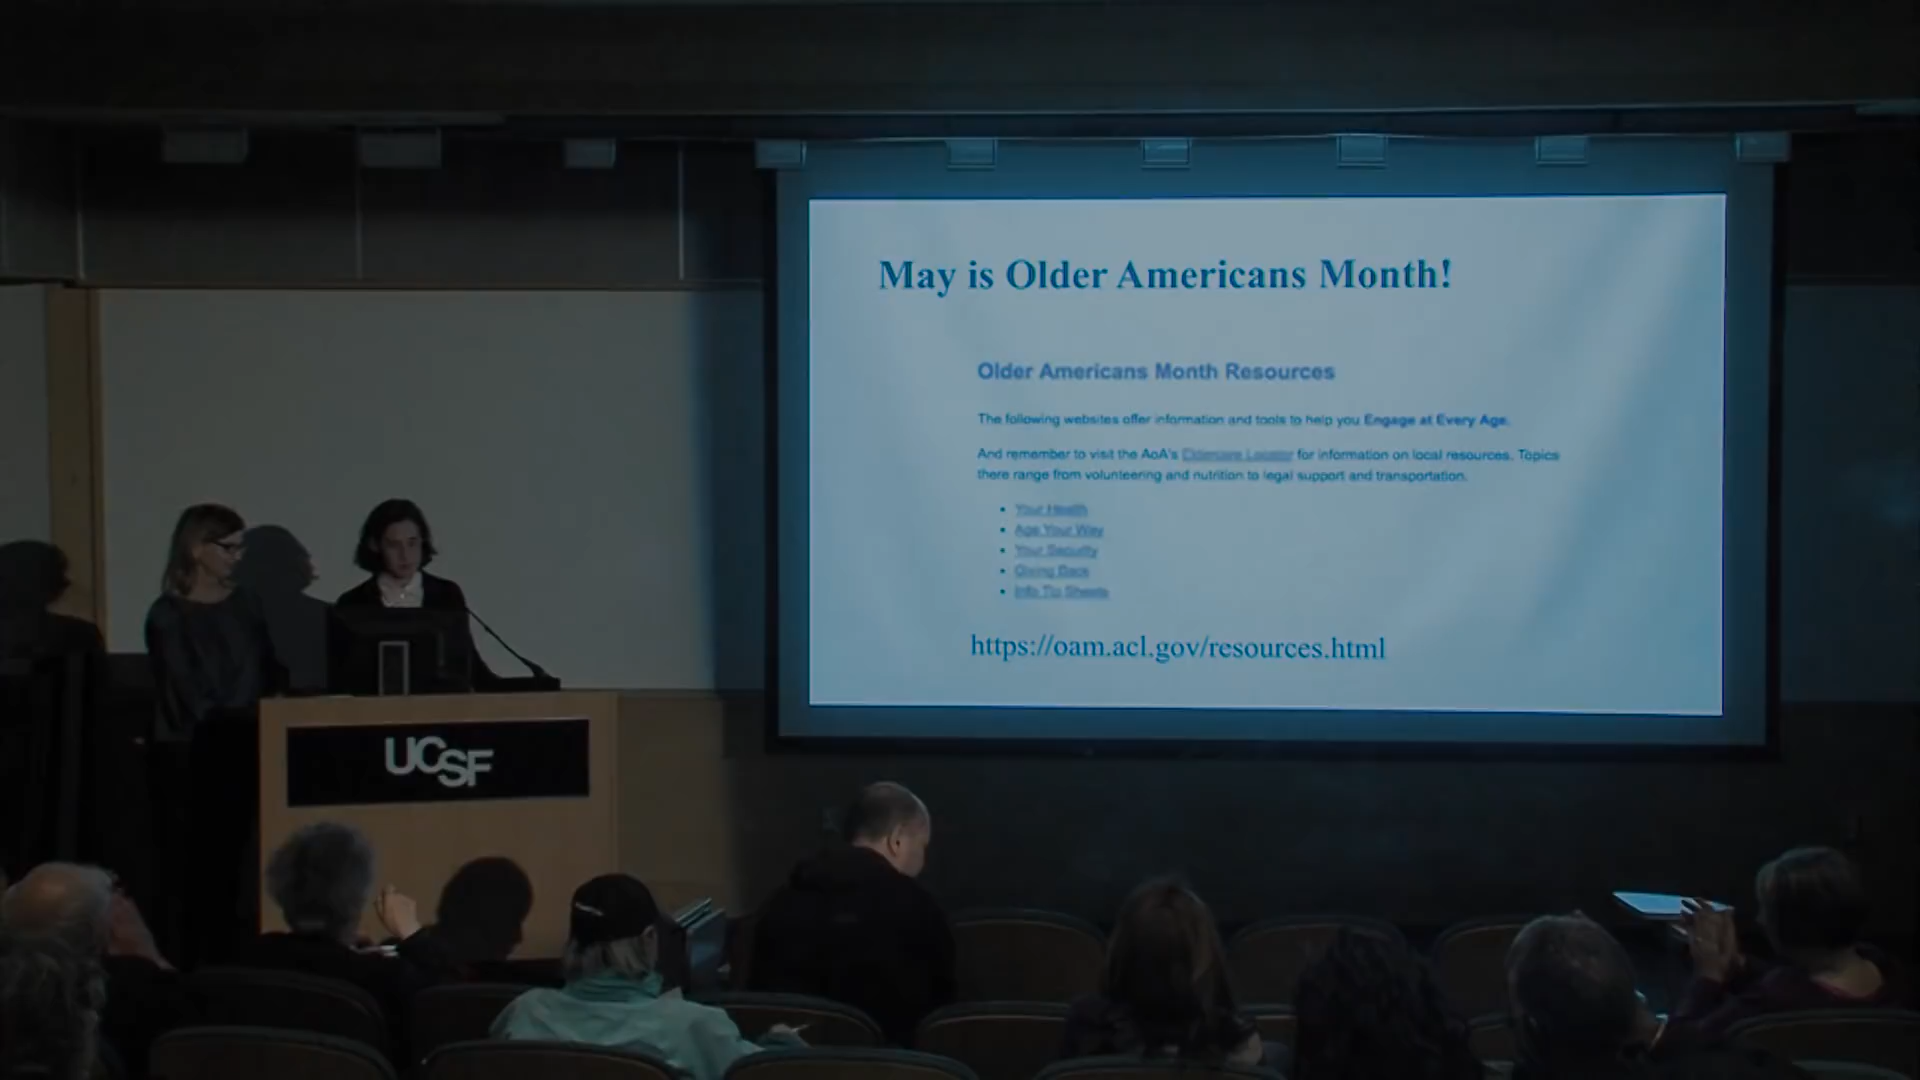 May is Older Americans Month!
Older Americans Month Resources
The following websites offer information and tools to help you Engage at Every Age.
And remember to visit the AoA's Eldercare Locator for information on local resources. Topics
there range from volunteering and nutrition to legal support and transportation.
Your Health
Age Your Way
Your Security
Giving Back
Info Tip Sheets
https://oam.acl.gov/resources.html
UCSF